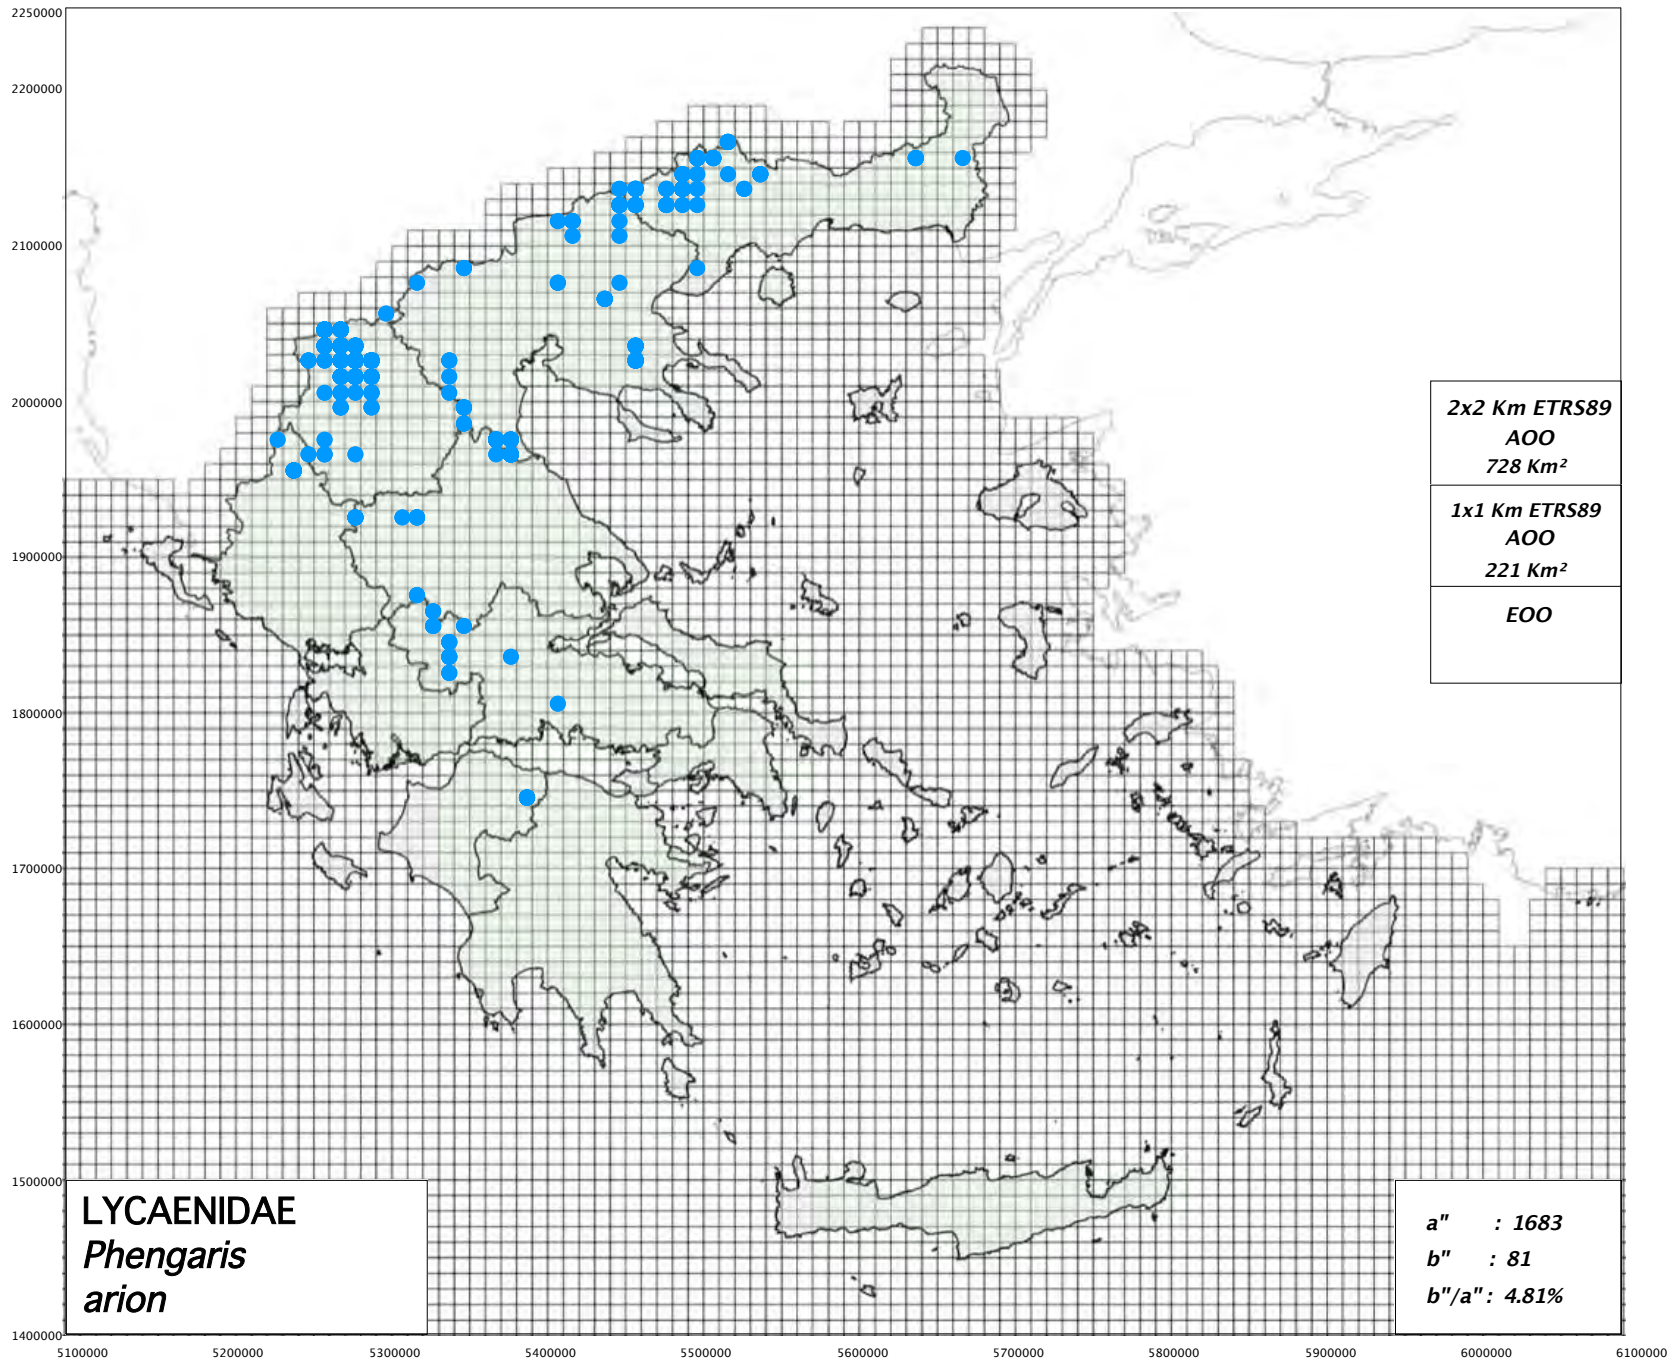 2250000
2200000
2100000
2000000
1900000
1800000
1700000
1600000
1500000
1400000
5100000 5200000 5300000 5400000 5500000 5600000 5700000 5800000 5900000 6000000 6100000
2x2 Km ETRS89
AOO
728 Km²
1x1 Km ETRS89
AOO
221 Km²
EOO
LYCAENIDAE
Phengaris
arion
a" : 1683
b" : 81
b"/a" : 4.81%